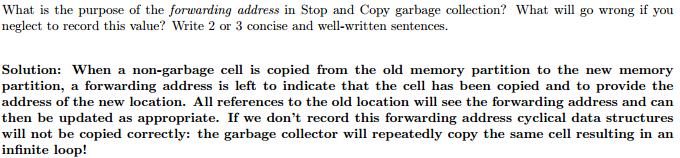 What is the purpose of the forwarding address in Stop and Copy garbage collection? What will go wrong if you
neglect to record this value? Write 2 or 3 concise and well-written sentences.
Solution: When a non-garbage cell is copied from the old memory partition to the new memory
partition, a forwarding address is left to indicate that the cell has been copied and to provide the
address of the new location. All references to the old location will see the forwarding address and can
then be updated as appropriate. If we don't record this forwarding address cyclical data structures
will not be copied correctly: the garbage collector will repeatedly copy the same cell resulting in an
infinite loop!